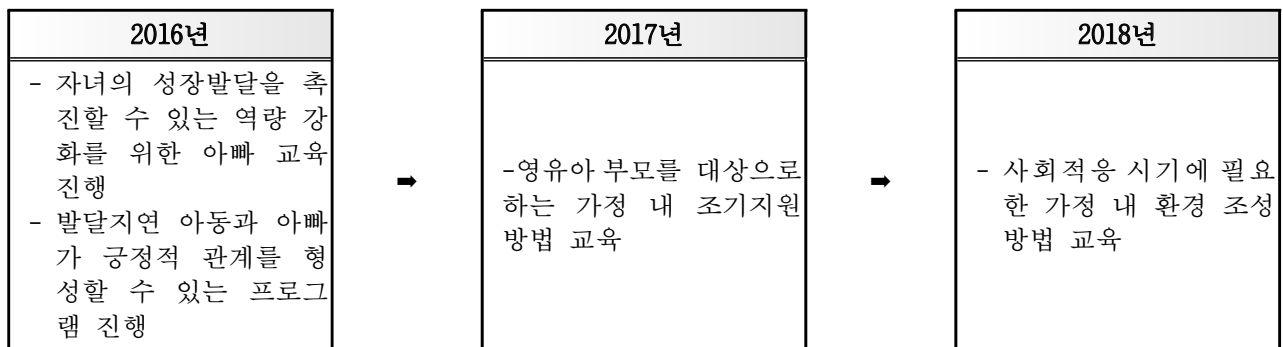 2016년
- 자녀의 성장발달을 촉
진할 수 있는 역량 강
화를 위한 아빠 교육
진행
- 발달지연 아동과 아빠
가 긍정적 관계를 형
성할 수 있는 프로그
램 진행
➡
2017년
-영유아 부모를 대상으로
하는 가정 내 조기지원
방법 교육
➡
2018년
- 사회적응 시기에 필요
한 가정 내 환경 조성
방법 교육